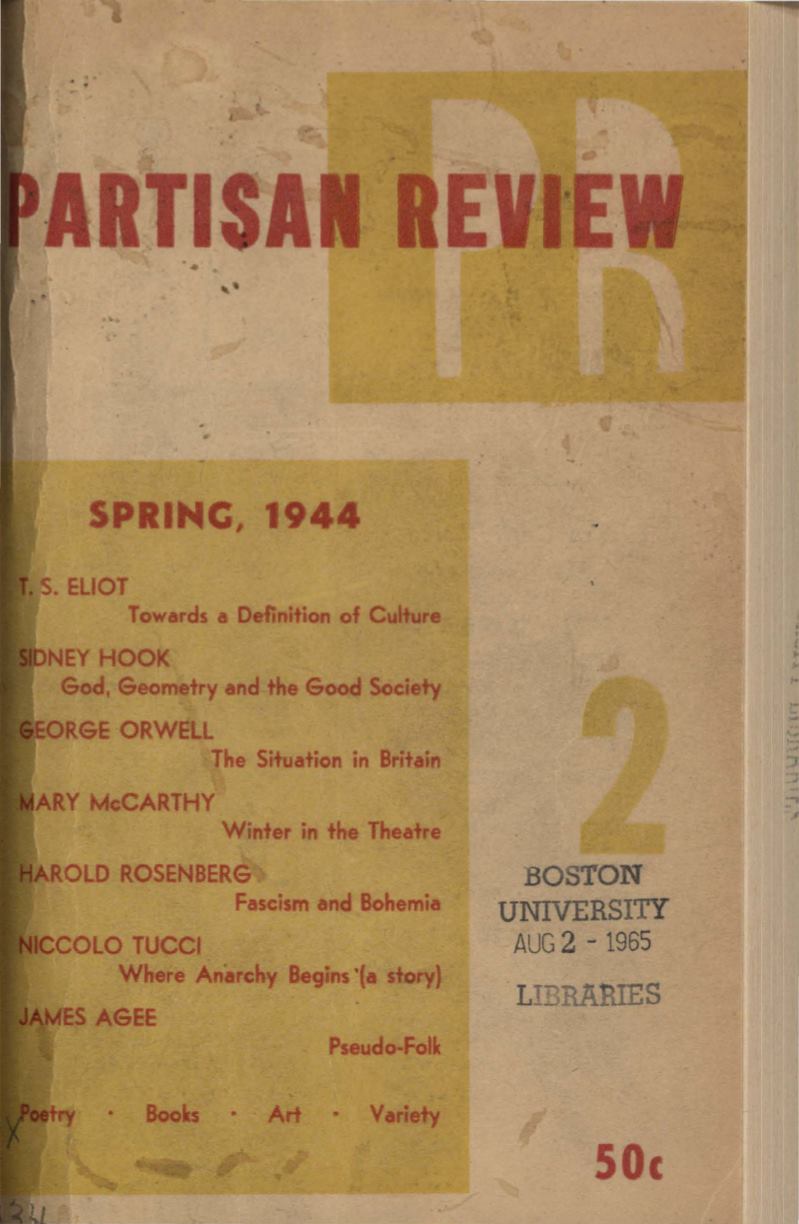 PR
PARTISAN REVIEW
SPRING, 1944
T. S. ELIOT
Towards a Definition of Culture
SIDNEY HOOK
God, Geometry and the Good Society
GEORGE ORWELL
The Situation in Britain
MARY McCARTHY
Winter in the Theatre
HAROLD ROSENBERG
Fascism and Bohemia
NICCOLO TUCCI
Where Anarchy Begins (a story)
JAMES AGEE
Pseudo-Folk
Poetry · Books · Art · Variety
2
BOSTON
UNIVERSITY
AUG 2 - 1965
LIBRARIES
50c